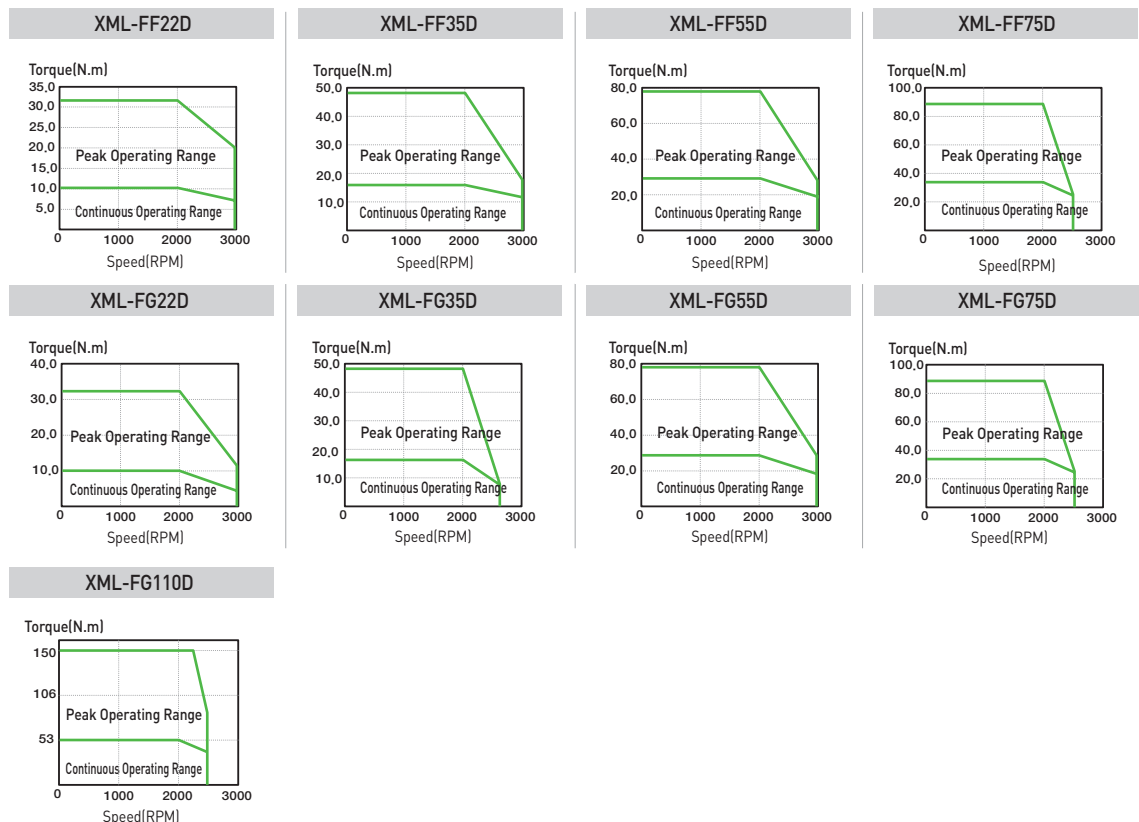 XML-FF22D
XML-FF35D
XML-FF55D
XML-FF75D
Torque(N.m)
35,0
30,0
25,0
20,0
15,0
10,0
5,0
Peak Operating Range
Continuous Operating Range
0 1000 2000 3000
Speed(RPM)
Torque(N.m)
50,0
40,0
30,0
20,0
10,0
Peak Operating Range
Continuous Operating Range
0 1000 2000 3000
Speed(RPM)
Torque(N.m)
80,0
60,0
40,0
20,0
Peak Operating Range
Continuous Operating Range
0 1000 2000 3000
Speed(RPM)
Torque(N.m)
100,0
80,0
60,0
40,0
20,0
Peak Operating Range
Continuous Operating Range
0 1000 2000 3000
Speed(RPM)
XML-FG22D
XML-FG35D
XML-FG55D
XML-FG75D
Torque(N.m)
40,0
30,0
20,0
10,0
Peak Operating Range
Continuous Operating Range
0 1000 2000 3000
Speed(RPM)
Torque(N.m)
50,0
40,0
30,0
20,0
10,0
Peak Operating Range
Continuous Operating Range
0 1000 2000 3000
Speed(RPM)
Torque(N.m)
80,0
60,0
40,0
20,0
Peak Operating Range
Continuous Operating Range
0 1000 2000 3000
Speed(RPM)
Torque(N.m)
100,0
80,0
60,0
40,0
20,0
Peak Operating Range
Continuous Operating Range
0 1000 2000 3000
Speed(RPM)
XML-FG110D
Torque(N.m)
150
106
53
Peak Operating Range
Continuous Operating Range
0 1000 2000 3000
Speed(RPM)